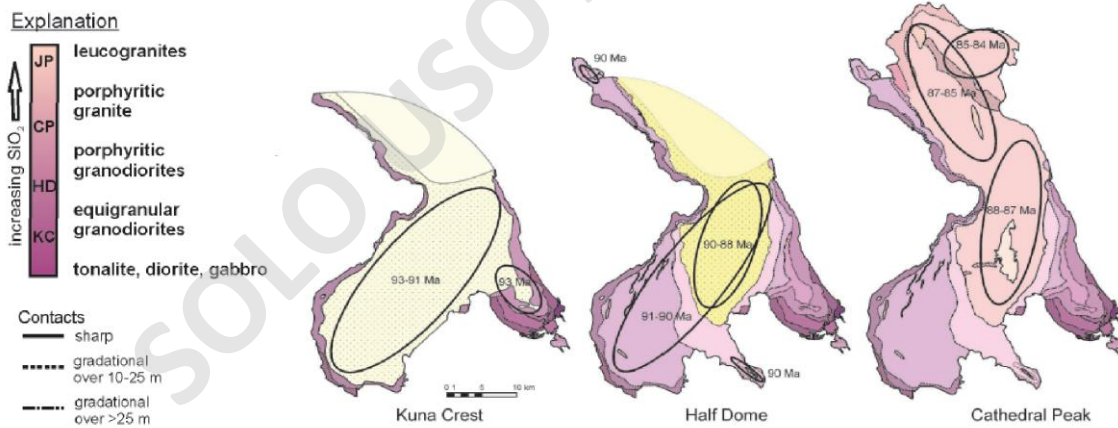 Explanation
increasing SiO2
JP
CP
HD
KC
leucogranites
porphyritic
granite
porphyritic
granodiorites
equigranular
granodiorites
tonalite, diorite, gabbro
Contacts
sharp
gradational
over 10-25 m
gradational
over >25 m
93-91 Ma
93 Ma
0 1 5 10 km
Kuna Crest
90 Ma
90-88 Ma
91-90 Ma
90 Ma
Half Dome
85-84 Ma
87-85 Ma
88-87 Ma
Cathedral Peak
SOLO USO